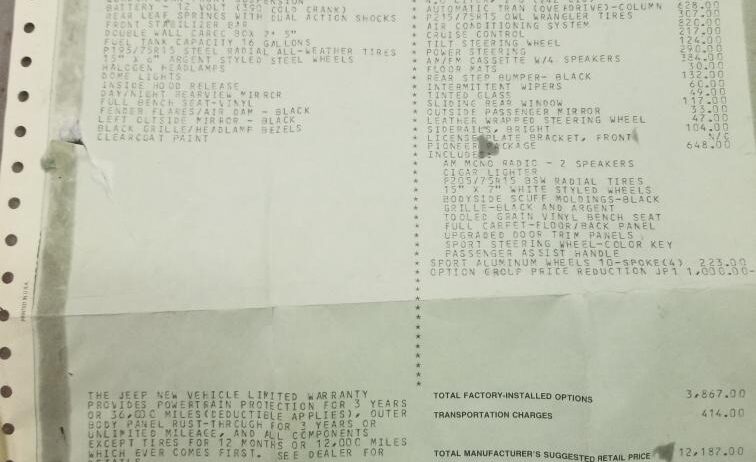 BATTERY - 12 VOLT (390 COLD CRANK)
REAR LEAF SPRINGS WITH DUAL ACTION SHOCKS
FRONT STABILIZER BAR
DOUBLE WALL CARGO BOX 7' 5"
FUEL TANK CAPACITY 16 GALLONS
P195/75R15 STEEL RADIAL ALL-WEATHER TIRES
15" X 6" ARGENT STYLED STEEL WHEELS
HALOGEN HEADLAMPS
DOME LIGHTS
INSIDE HOOD RELEASE
DAY/NIGHT REARVIEW MIRROR
FULL BENCH SEAT-VINYL
FENDER FLARES/AIR DAM - BLACK
LEFT OUTSIDE MIRROR - BLACK
BLACK GRILLE/HEADLAMP BEZELS
CLEARCOAT PAINT
PRINTED IN U.S.A.
AUTOMATIC TRAN (OVERDRIVE)-COLUMN 628.00
P215/75R15 OWL WRANGLER TIRES 307.00
AIR CONDITIONING SYSTEM 820.00
CRUISE CONTROL 217.00
TILT STEERING WHEEL 124.00
POWER STEERING 290.00
AM/FM CASSETTE W/4 SPEAKERS 384.00
FLOOR MATS 30.00
REAR STEP BUMPER- BLACK 132.00
INTERMITTENT WIPERS 60.00
TINTED GLASS 49.00
SLIDING REAR WINDOW 117.00
OUTSIDE PASSENGER MIRROR 33.00
LEATHER WRAPPED STEERING WHEEL 47.00
SIDERAILS, BRIGHT 104.00
LICENSE PLATE BRACKET, FRONT N/C
PIONEER PACKAGE 648.00
INCLUDES:
AM MONO RADIO - 2 SPEAKERS
CIGAR LIGHTER
P205/75R15 BSW RADIAL TIRES
15" X 7" WHITE STYLED WHEELS
BODYSIDE SCUFF MOLDINGS-BLACK
GRILLE-BLACK AND ARGENT
TOOLED GRAIN VINYL BENCH SEAT
FULL CARPET-FLOOR/BACK PANEL
UPGRADED DOOR TRIM PANELS
SPORT STEERING WHEEL-COLOR KEY
PASSENGER ASSIST HANDLE
SPORT ALUMINUM WHEELS 10-SPOKE(4) 223.00
OPTION GROUP PRICE REDUCTION JP1 1,000.00-
THE JEEP NEW VEHICLE LIMITED WARRANTY
PROVIDES POWERTRAIN PROTECTION FOR 3 YEARS
OR 36,000 MILES(DEDUCTIBLE APPLIES), OUTER
BODY PANEL RUST-THROUGH FOR 3 YEARS OR
UNLIMITED MILEAGE, AND ALL COMPONENTS
EXCEPT TIRES FOR 12 MONTHS OR 12,000 MILES
WHICH EVER COMES FIRST. SEE DEALER FOR
TOTAL FACTORY-INSTALLED OPTIONS 3,867.00
TRANSPORTATION CHARGES 414.00
TOTAL MANUFACTURER'S SUGGESTED RETAIL PRICE 12,187.00